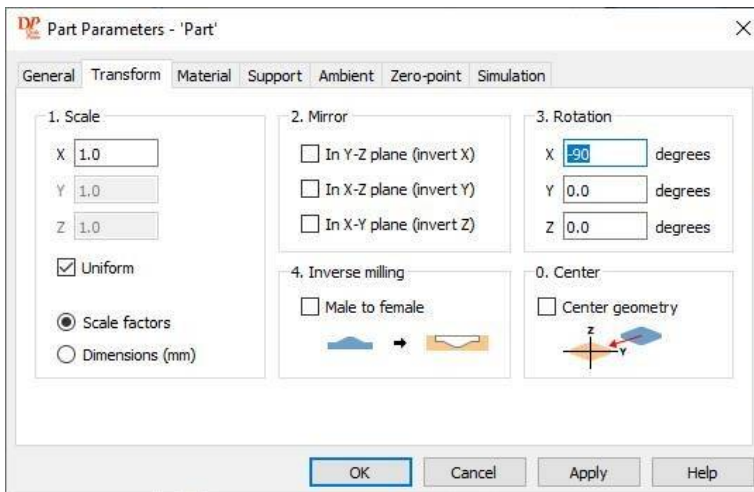 DP Part Parameters - 'Part'
General Transform Material Support Ambient Zero-point Simulation
1. Scale
X 1.0
Y 1.0
Z 1.0
Uniform
Scale factors
Dimensions (mm)
2. Mirror
In Y-Z plane (invert X)
In X-Z plane (invert Y)
In X-Y plane (invert Z)
3. Rotation
X -90 degrees
Y 0.0 degrees
Z 0.0 degrees
4. Inverse milling
Male to female
0. Center
Center geometry
Z
Y
OK Cancel Apply Help